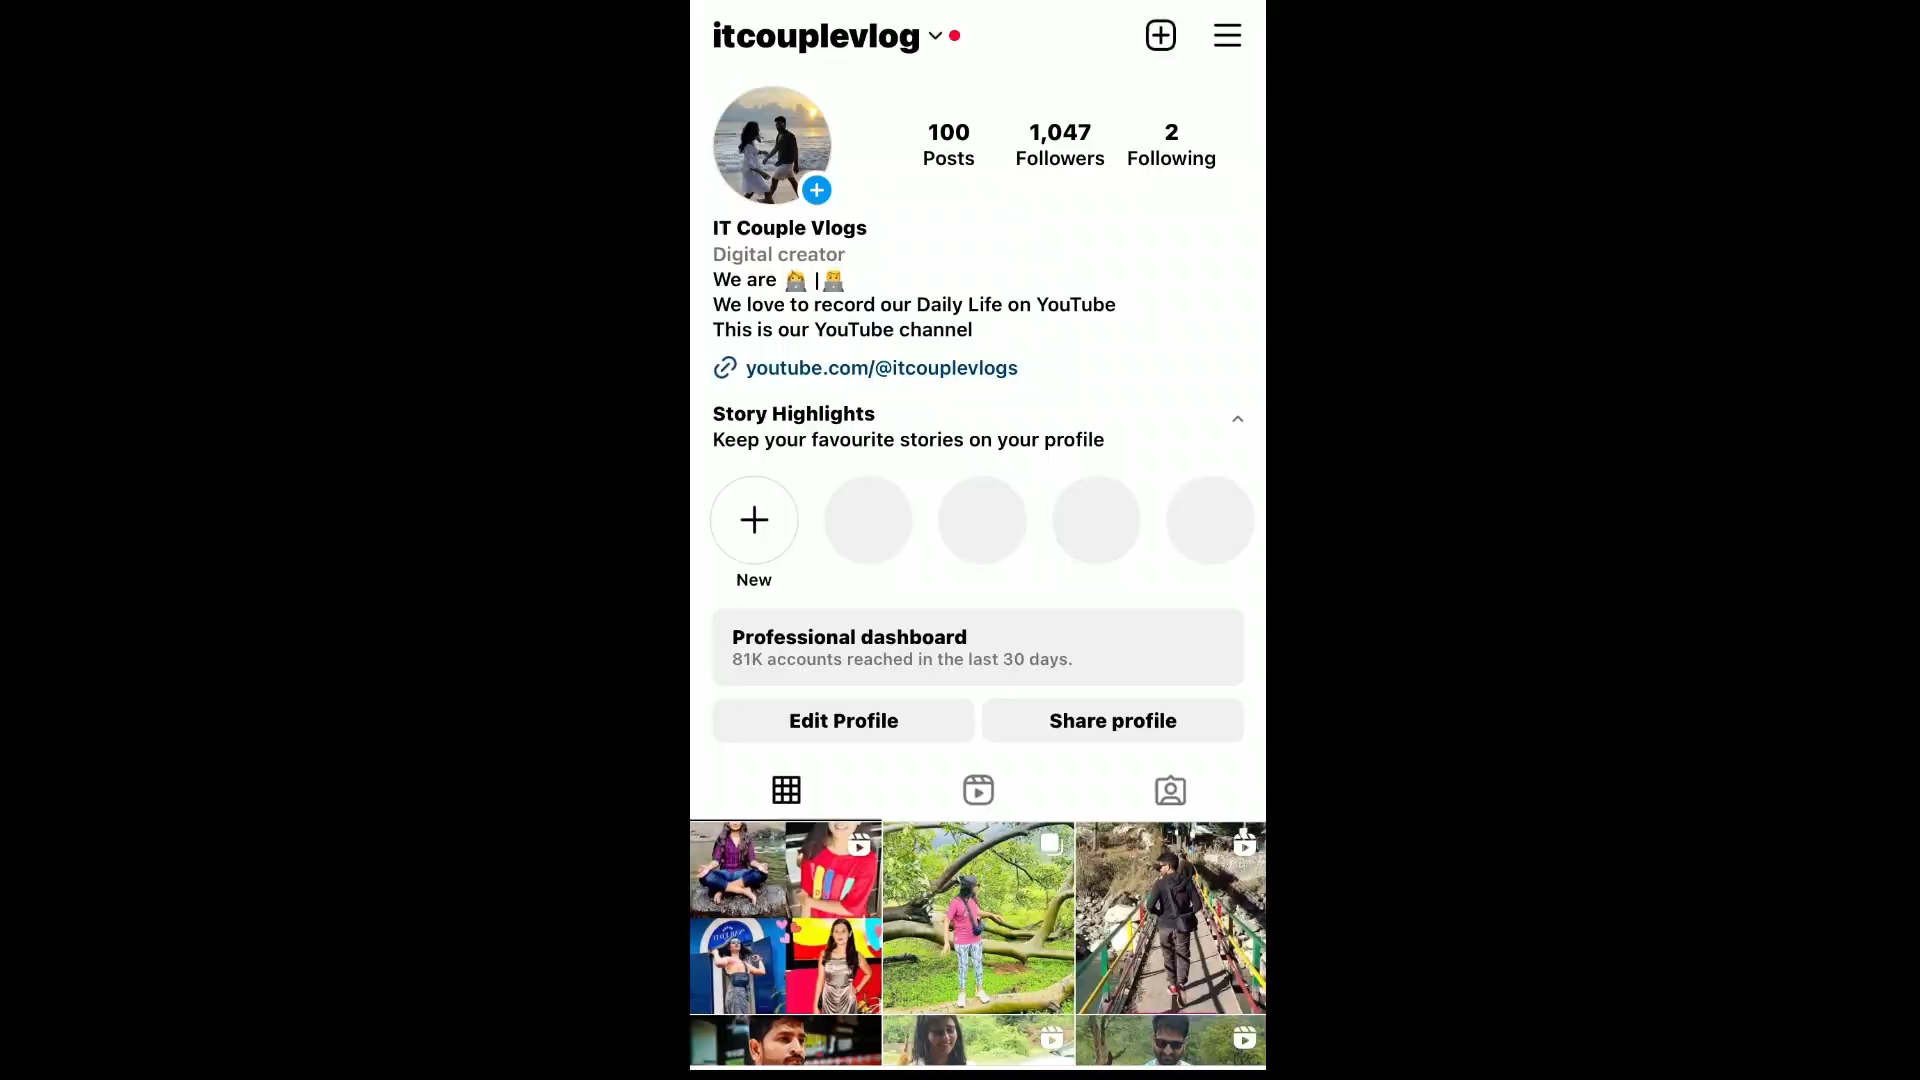 itcouplevlog
100 1,047 2
Posts Followers Following
IT Couple Vlogs
Digital creator
We are 👩‍💻 |👨‍💻
We love to record our Daily Life on YouTube
This is our YouTube channel
youtube.com/@itcouplevlogs
Story Highlights
Keep your favourite stories on your profile
New
Professional dashboard
81K accounts reached in the last 30 days.
Edit Profile Share profile